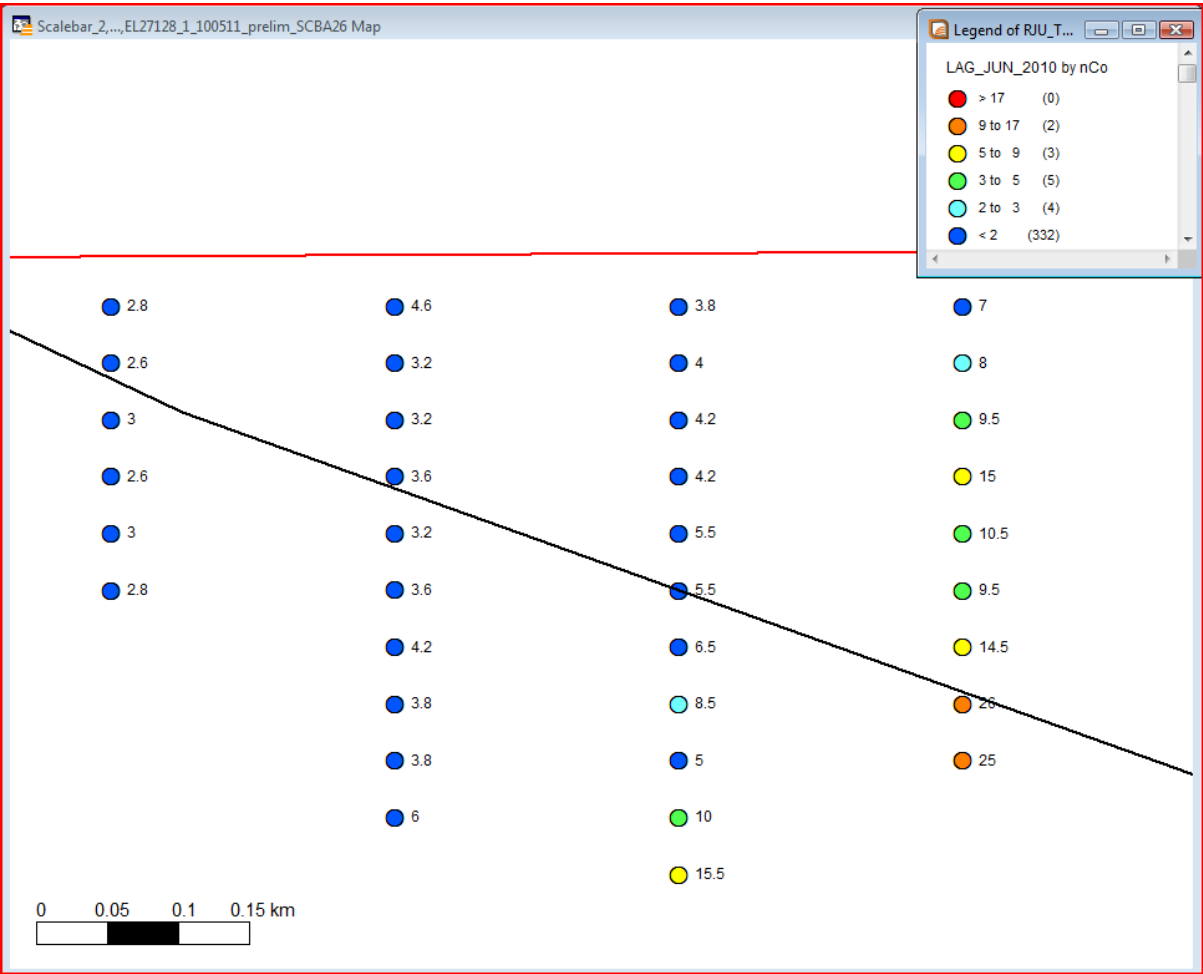 Scalebar_2,...,EL27128_1_100511_prelim_SCBA26 Map
Legend of RJU_T...
LAG_JUN_2010 by nCo
> 17 (0)
9 to 17 (2)
5 to 9 (3)
3 to 5 (5)
2 to 3 (4)
< 2 (332)
2.8 4.6 3.8 7
2.6 3.2 4 8
3 3.2 4.2 9.5
2.6 3.6 4.2 15
3 3.2 5.5 10.5
2.8 3.6 5.5 9.5
4.2 6.5 14.5
3.8 8.5 26
3.8 5 25
6 10
15.5
0 0.05 0.1 0.15 km